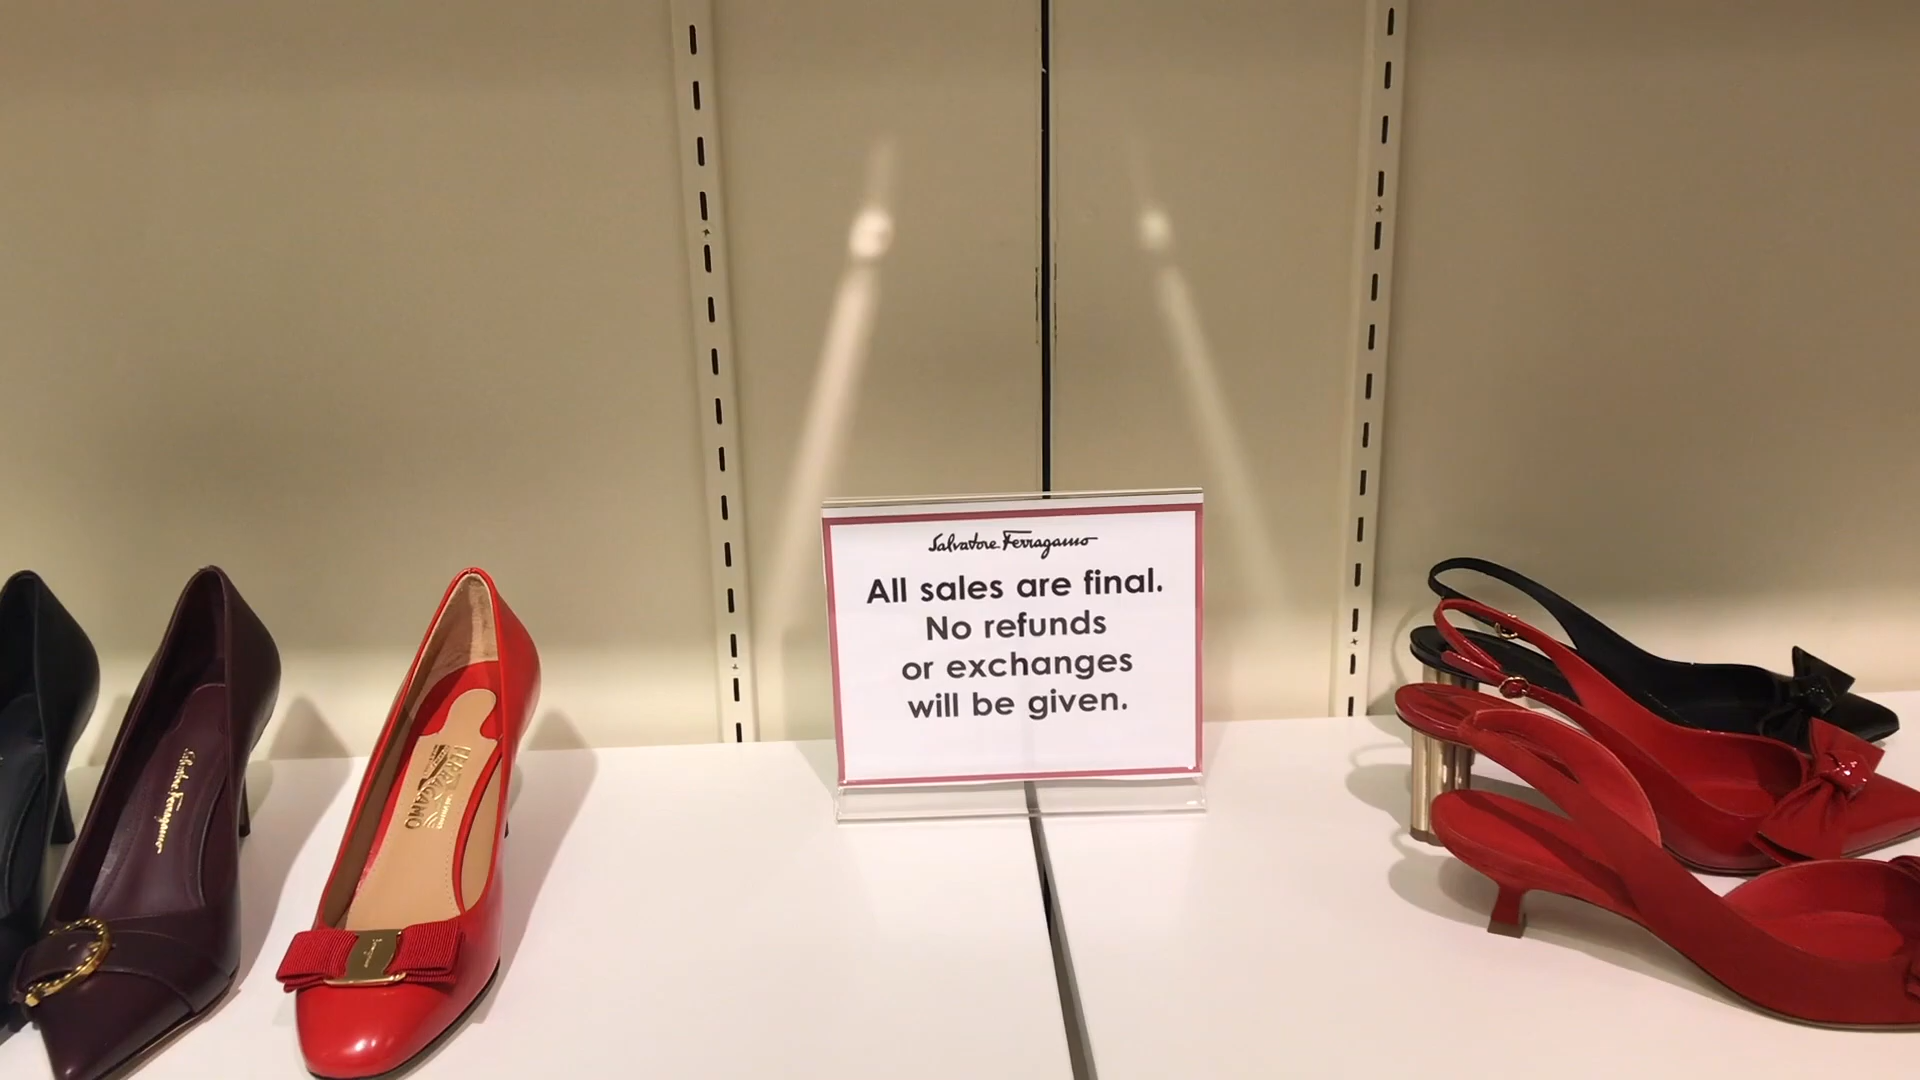 Salvatore Ferragamo
All sales are final.
No refunds
or exchanges
will be given.
Salvatore Ferragamo
FERRAGAMO